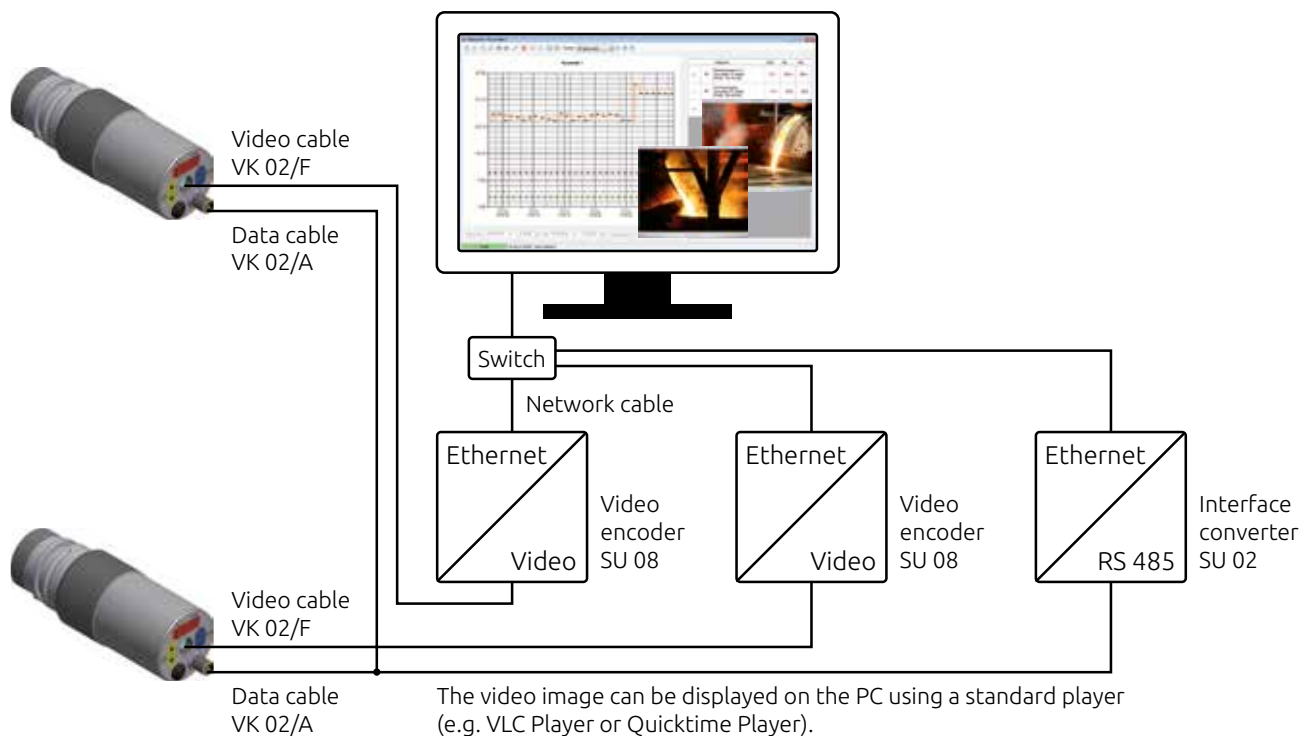 Video cable
VK 02/F
Data cable
VK 02/A
Switch
Network cable
Ethernet
Video
Video
encoder
SU 08
Ethernet
Video
Video
encoder
SU 08
Ethernet
RS 485
Interface
converter
SU 02
Video cable
VK 02/F
Data cable
VK 02/A
The video image can be displayed on the PC using a standard player
(e.g. VLC Player or Quicktime Player).